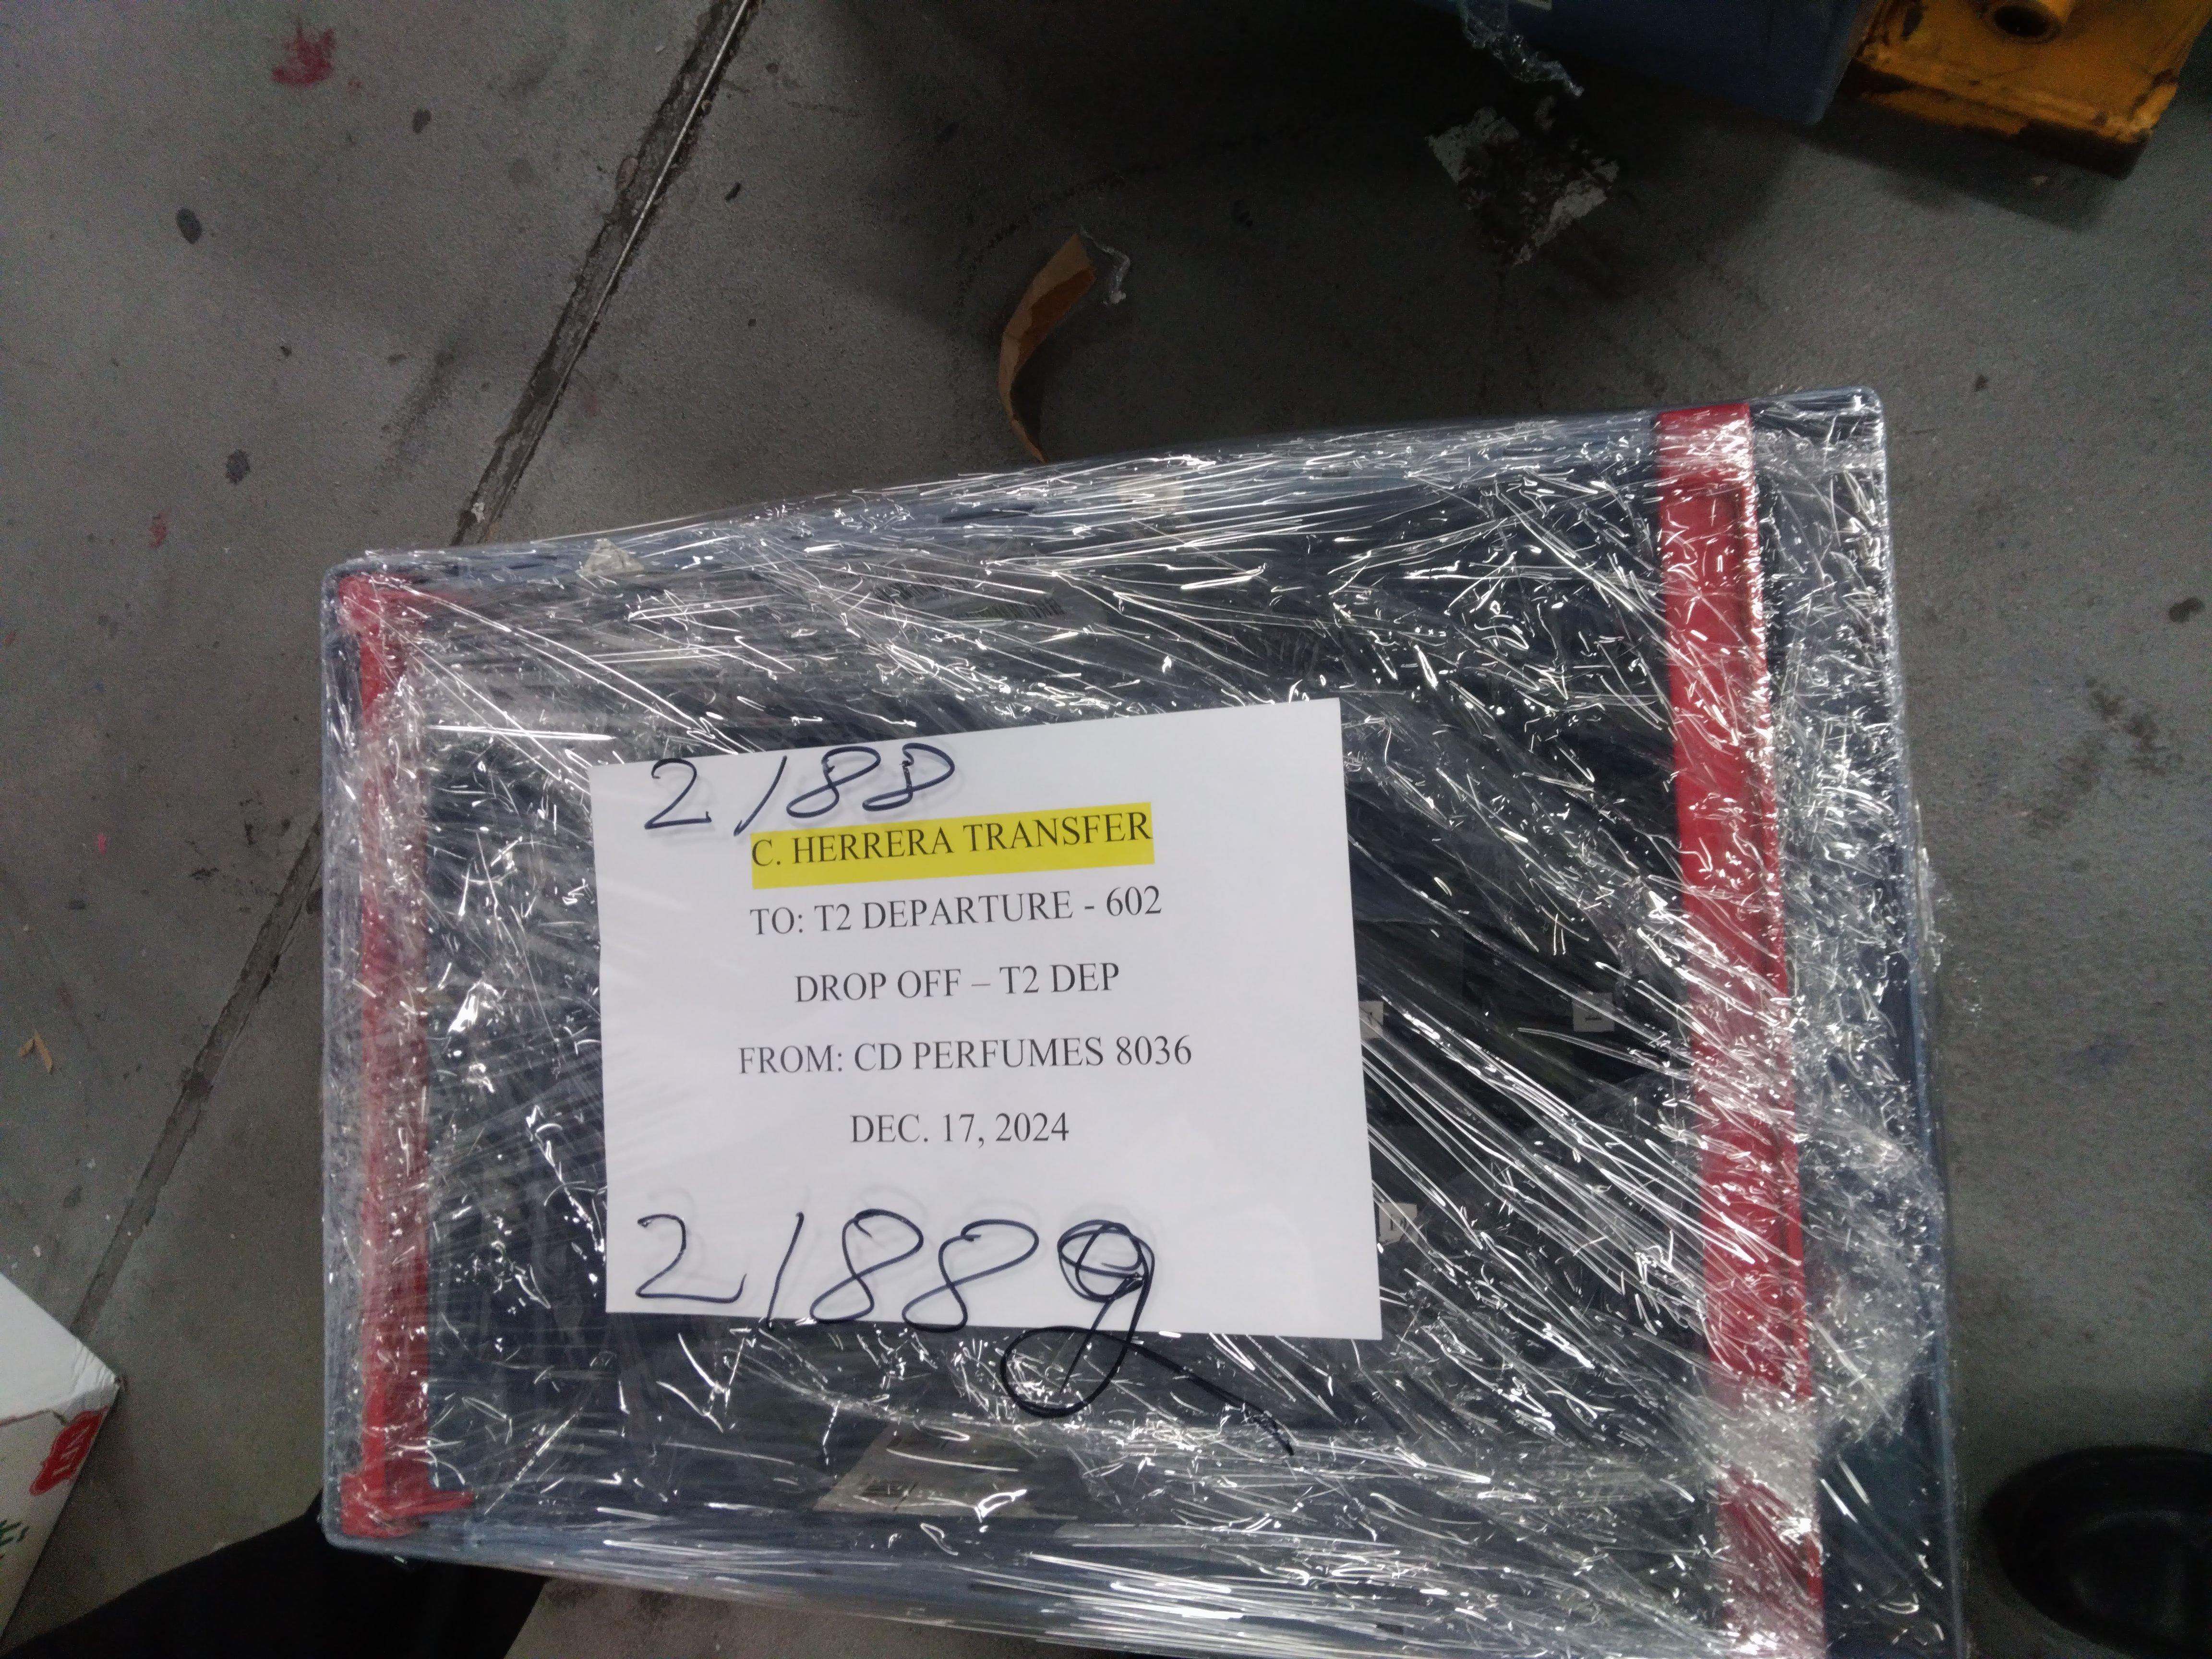 2188
C. HERRERA TRANSFER
TO: T2 DEPARTURE - 602
DROP OFF – T2 DEP
FROM: CD PERFUMES 8036
DEC. 17, 2024
21889